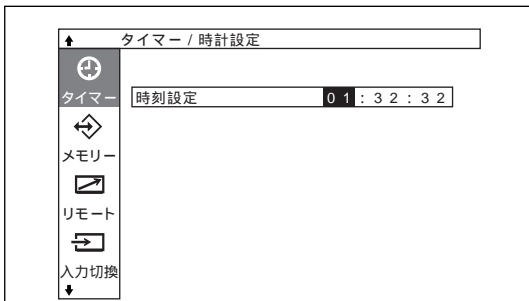 タイマー / 時計設定
タイマー
時刻設定 01:32:32
メモリー
リモート
入力切換